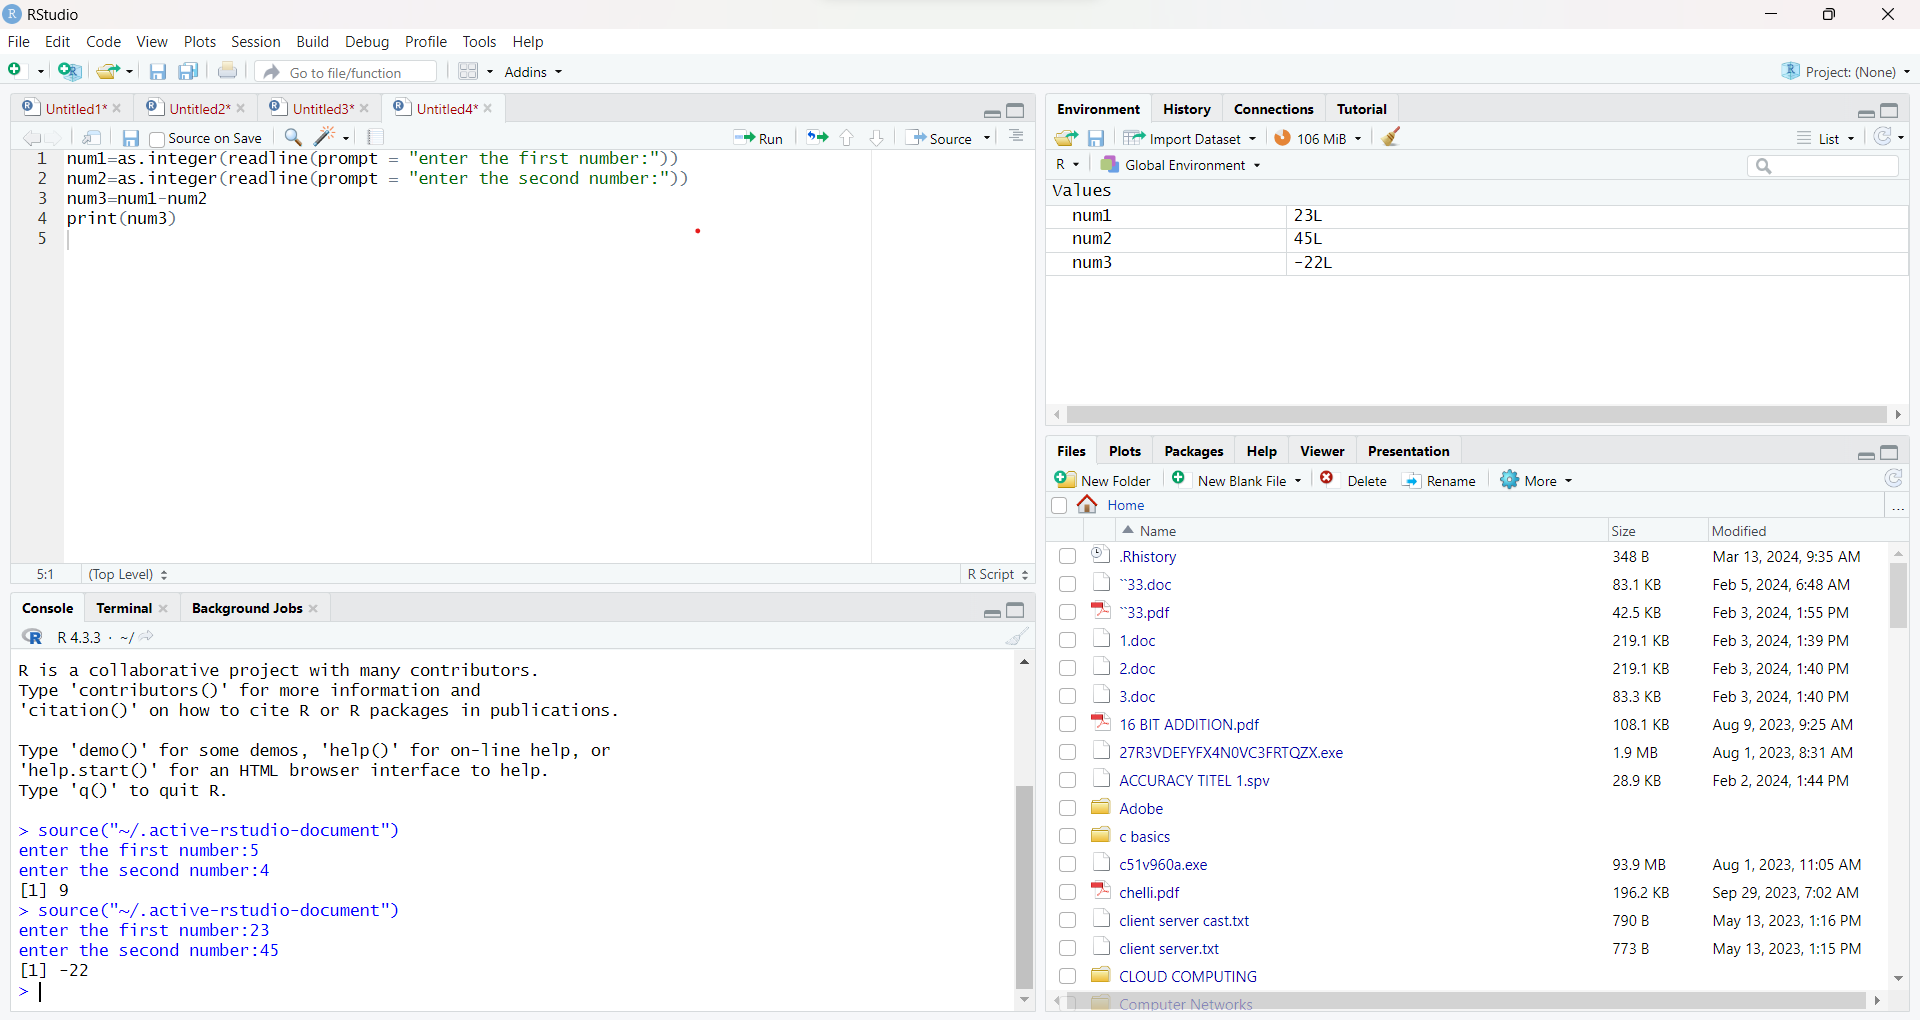 RStudio
File Edit Code View Plots Session Build Debug Profile Tools Help
Go to file/function Addins Project: (None)
Untitled1* Untitled2* Untitled3* Untitled4*
Source on Save Run Source
1 num1=as.integer(readline(prompt = "enter the first number:"))
2 num2=as.integer(readline(prompt = "enter the second number:"))
3 num3=num1-num2
4 print(num3)
5
5:1 (Top Level) R Script
Console Terminal Background Jobs
R 4.3.3 · ~/
R is a collaborative project with many contributors.
Type 'contributors()' for more information and
'citation()' on how to cite R or R packages in publications.
Type 'demo()' for some demos, 'help()' for on-line help, or
'help.start()' for an HTML browser interface to help.
Type 'q()' to quit R.
> source("~/.active-rstudio-document")
enter the first number:5
enter the second number:4
[1] 9
> source("~/.active-rstudio-document")
enter the first number:23
enter the second number:45
[1] -22
>
Environment History Connections Tutorial
Import Dataset 106 MiB List
R Global Environment
Values
num1 23L
num2 45L
num3 -22L
Files Plots Packages Help Viewer Presentation
New Folder New Blank File Delete Rename More
Home ...
Name Size Modified
.Rhistory 348 B Mar 13, 2024, 9:35 AM
``33.doc 83.1 KB Feb 5, 2024, 6:48 AM
``33.pdf 42.5 KB Feb 3, 2024, 1:55 PM
1.doc 219.1 KB Feb 3, 2024, 1:39 PM
2.doc 219.1 KB Feb 3, 2024, 1:40 PM
3.doc 83.3 KB Feb 3, 2024, 1:40 PM
16 BIT ADDITION.pdf 108.1 KB Aug 9, 2023, 9:25 AM
27R3VDEFYFX4N0VC3FRTQZX.exe 1.9 MB Aug 1, 2023, 8:31 AM
ACCURACY TITEL 1.spv 28.9 KB Feb 2, 2024, 1:44 PM
Adobe
c basics
c51v960a.exe 93.9 MB Aug 1, 2023, 11:05 AM
chelli.pdf 196.2 KB Sep 29, 2023, 7:02 AM
client server cast.txt 790 B May 13, 2023, 1:16 PM
client server.txt 773 B May 13, 2023, 1:15 PM
CLOUD COMPUTING
Computer Networks